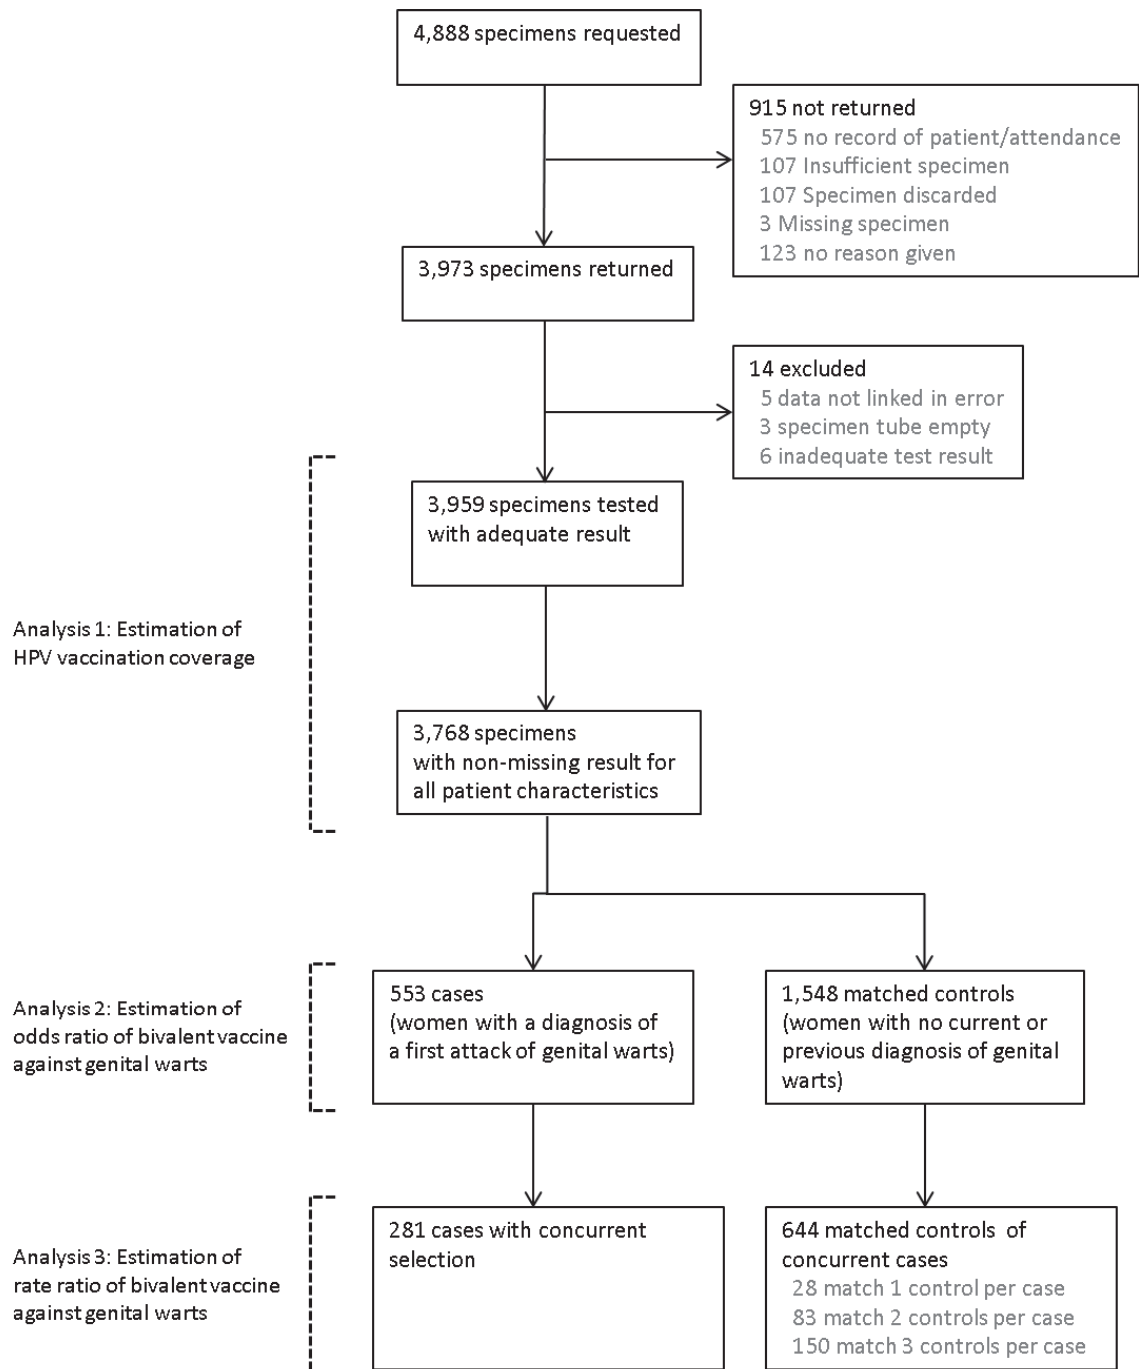 4,888 specimens requested
915 not returned
575 no record of patient/attendance
107 Insufficient specimen
107 Specimen discarded
3 Missing specimen
123 no reason given
3,973 specimens returned
14 excluded
5 data not linked in error
3 specimen tube empty
6 inadequate test result
3,959 specimens tested
with adequate result
Analysis 1: Estimation of
HPV vaccination coverage
3,768 specimens
with non-missing result for
all patient characteristics
Analysis 2: Estimation of
odds ratio of bivalent vaccine
against genital warts
553 cases
(women with a diagnosis of
a first attack of genital warts)
1,548 matched controls
(women with no current or
previous diagnosis of genital
warts)
Analysis 3: Estimation of
rate ratio of bivalent vaccine
against genital warts
281 cases with concurrent
selection
644 matched controls of
concurrent cases
28 match 1 control per case
83 match 2 controls per case
150 match 3 controls per case